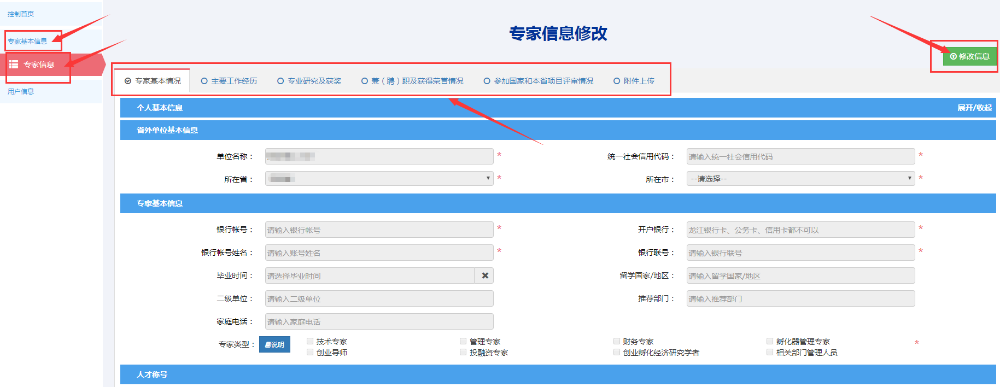 控制首页
专家基本信息
专家信息
用户信息
专家信息修改
修改信息
专家基本情况 主要工作经历 专业研究及获奖 兼（聘）职及获得荣誉情况 参加国家和本省项目评审情况 附件上传
个人基本信息 展开/收起
省外单位基本信息
单位名称： * 统一社会信用代码： 请输入统一社会信用代码 *
所在省： * 所在市： --请选择-- *
专家基本信息
银行帐号： 请输入银行帐号 * 开户银行： 龙江银行卡、公务卡、信用卡都不可以 *
银行帐号姓名： 请输入账号姓名 * 银行联号： 请输入银行联号 *
毕业时间： 请选择毕业时间 留学国家/地区： 请输入留学国家/地区
二级单位： 请输入二级单位 推荐部门： 请输入推荐部门
家庭电话： 请输入家庭电话
专家类型： 说明 技术专家 管理专家 财务专家 孵化器管理专家 *
创业导师 投融资专家 创业孵化经济研究学者 相关部门管理人员
人才称号